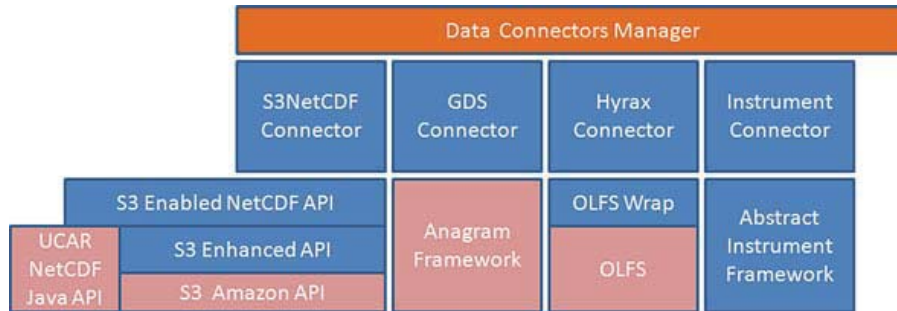 Data Connectors Manager
S3NetCDF
Connector
GDS
Connector
Hyrax
Connector
Instrument
Connector
S3 Enabled NetCDF API
UCAR
NetCDF
Java API
S3 Enhanced API
S3 Amazon API
Anagram
Framework
OLFS Wrap
OLFS
Abstract
Instrument
Framework